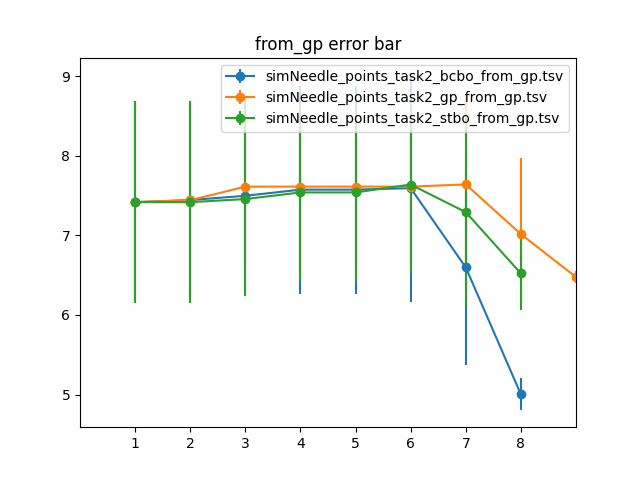 from_gp error bar
simNeedle_points_task2_bcbo_from_gp.tsv
simNeedle_points_task2_gp_from_gp.tsv
simNeedle_points_task2_stbo_from_gp.tsv
9
8
7
6
5
1 2 3 4 5 6 7 8